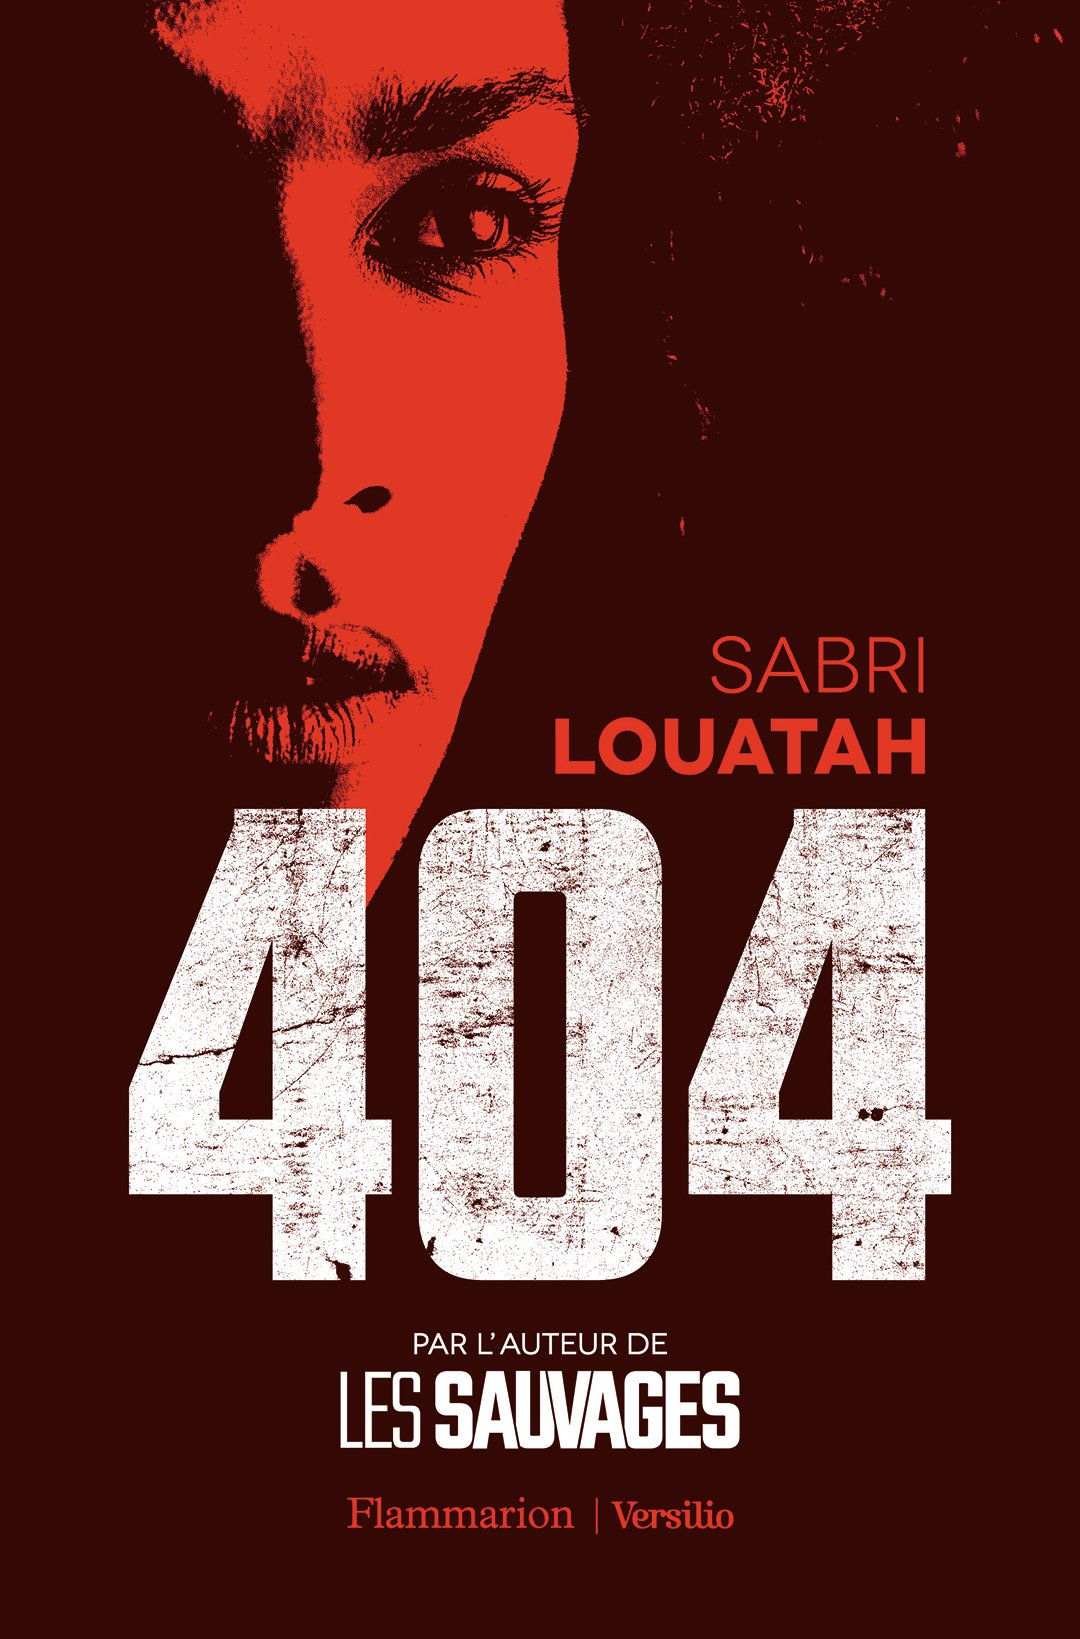 SABRI
LOUATAH
404
PAR L'AUTEUR DE
LES SAUVAGES
Flammarion | Versilio